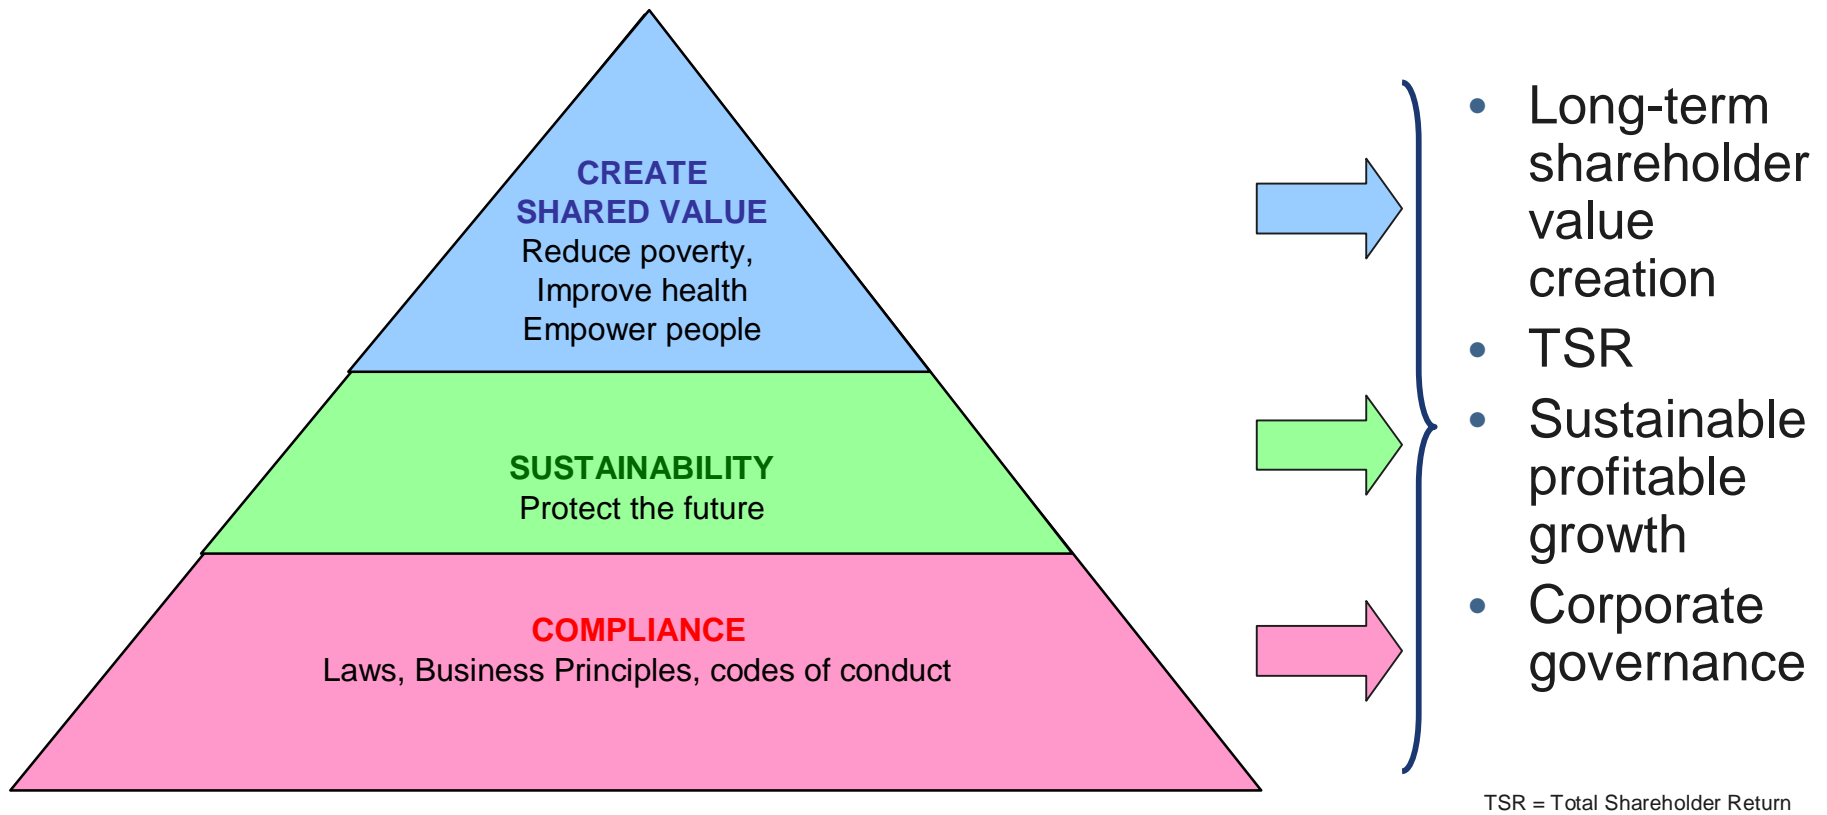 CREATE
SHARED VALUE
Reduce poverty,
Improve health
Empower people
SUSTAINABILITY
Protect the future
COMPLIANCE
Laws, Business Principles, codes of conduct
• Long-term
shareholder
value
creation
• TSR
• Sustainable
profitable
growth
• Corporate
governance
TSR = Total Shareholder Return